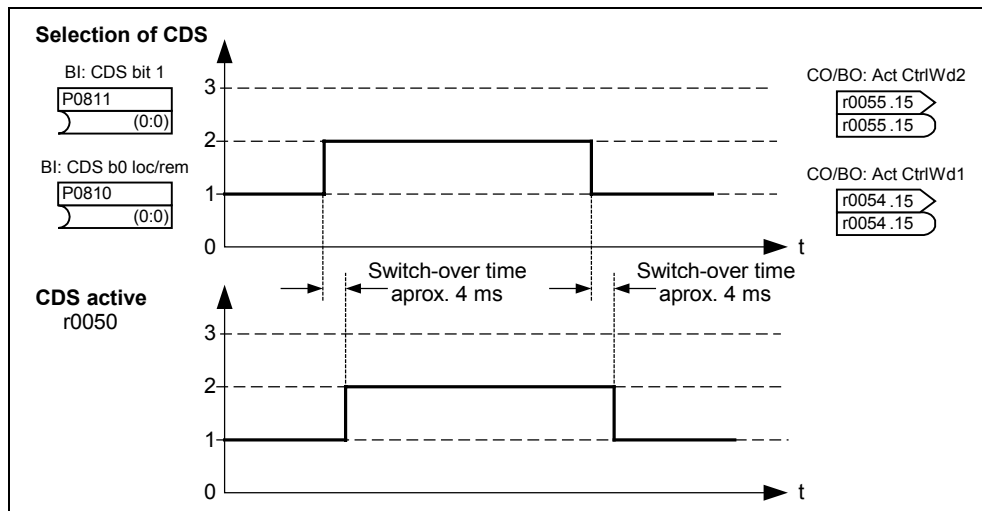 Selection of CDS
BI: CDS bit 1
P0811
(0:0)
BI: CDS b0 loc/rem
P0810
(0:0)
3
2
1
0
t
CO/BO: Act CtrlWd2
r0055 .15
r0055 .15
CO/BO: Act CtrlWd1
r0054 .15
r0054 .15
Switch-over time
aprox. 4 ms
Switch-over time
aprox. 4 ms
CDS active
r0050
3
2
1
0
t